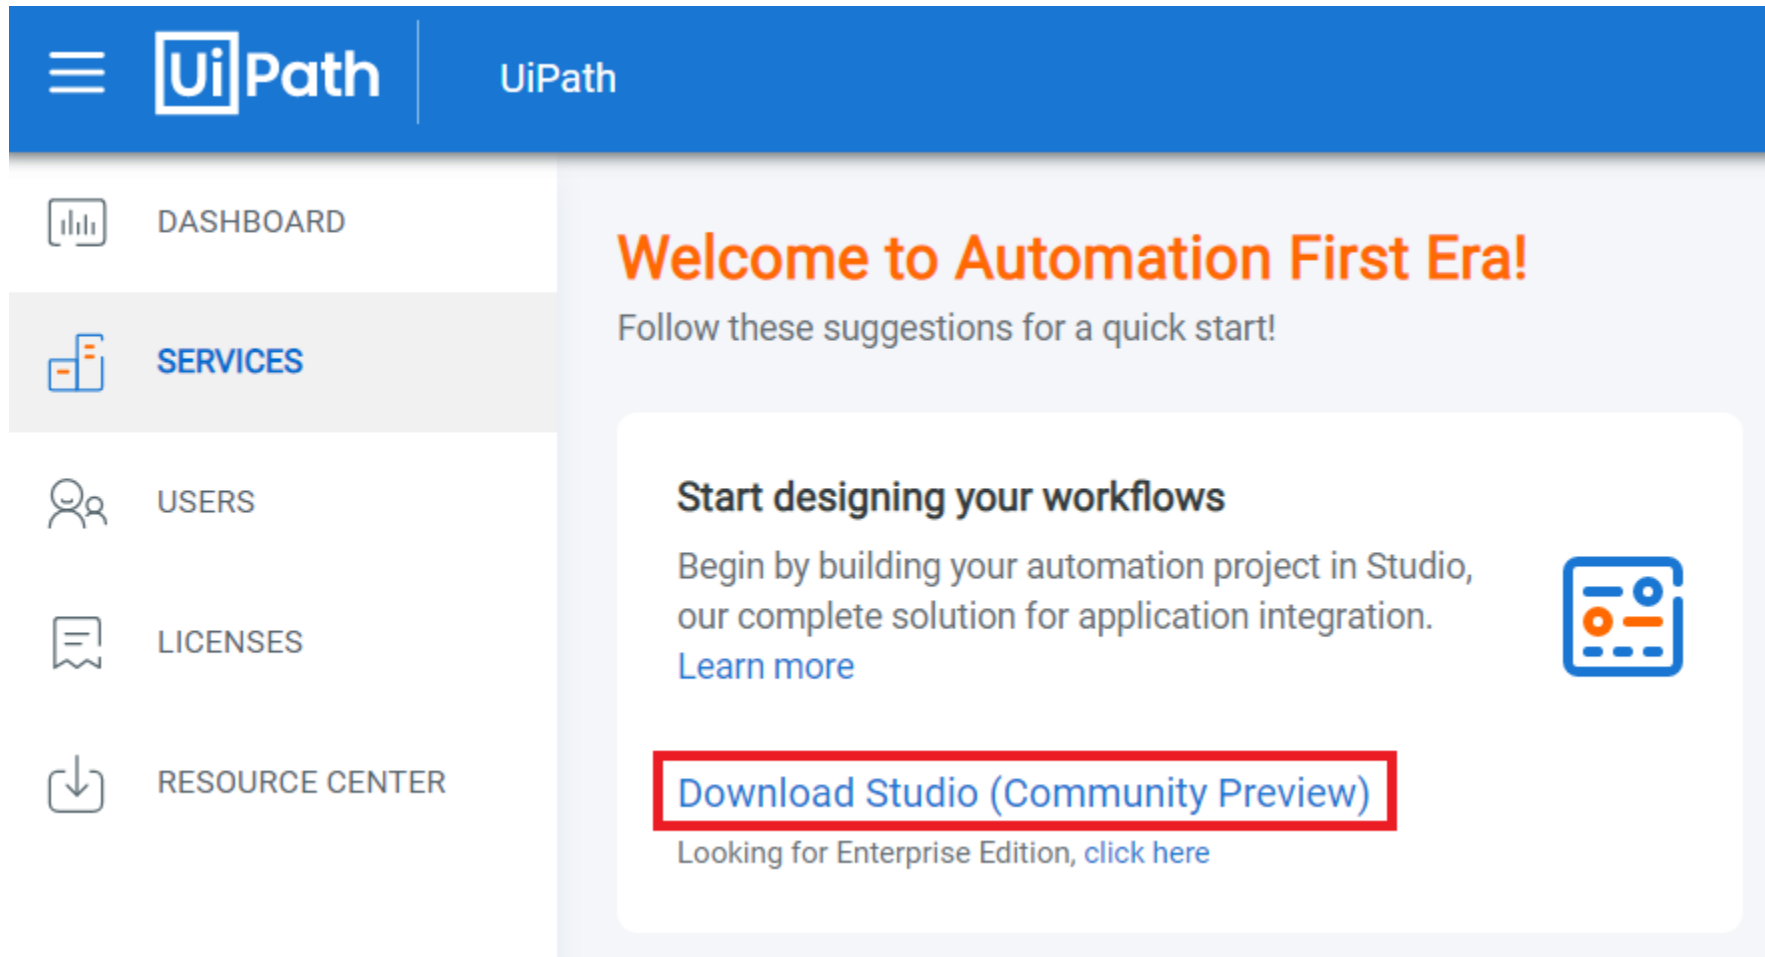 UiPath
UiPath
DASHBOARD
SERVICES
USERS
LICENSES
RESOURCE CENTER
Welcome to Automation First Era!
Follow these suggestions for a quick start!
Start designing your workflows
Begin by building your automation project in Studio,
our complete solution for application integration.
Learn more
Download Studio (Community Preview)
Looking for Enterprise Edition, click here